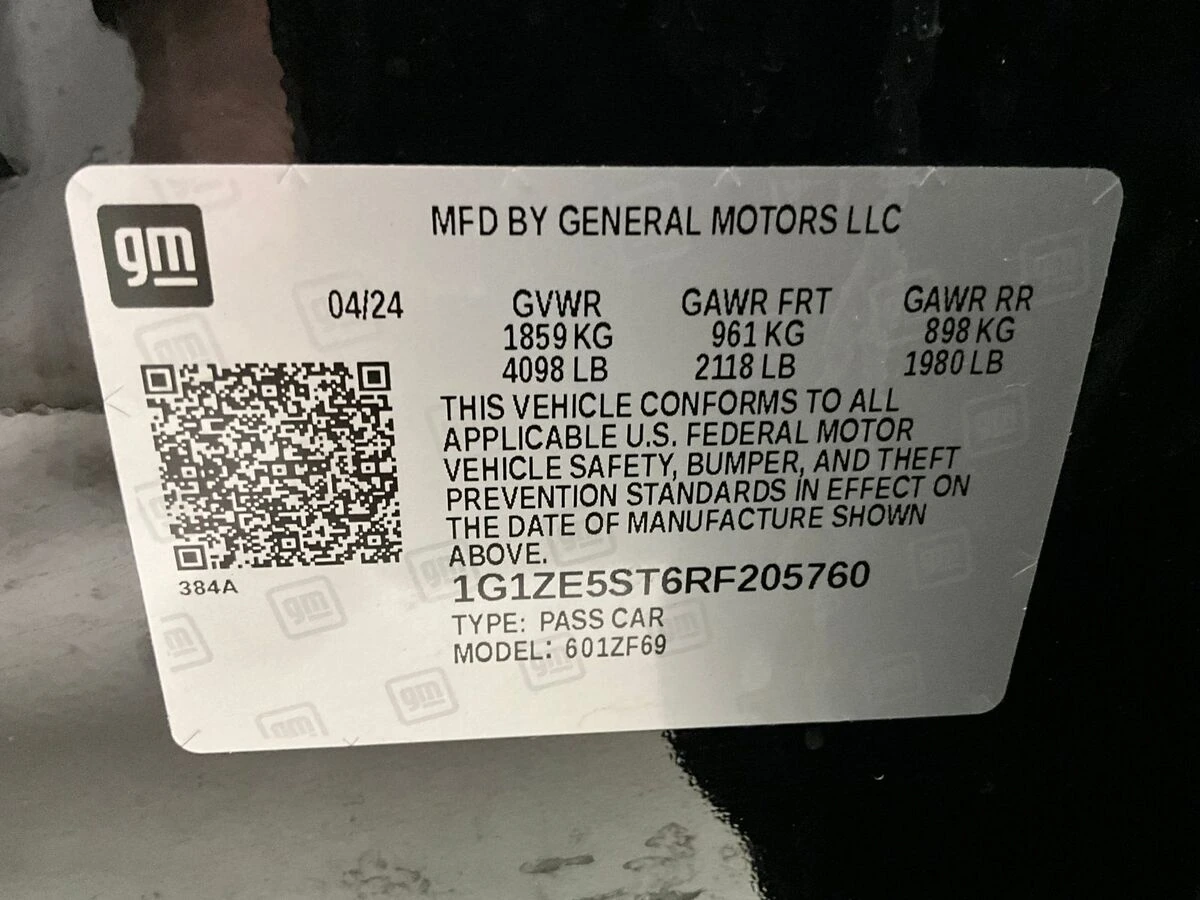 gm
MFD BY GENERAL MOTORS LLC
04/24 GVWR GAWR FRT GAWR RR
1859 KG 961 KG 898 KG
4098 LB 2118 LB 1980 LB
THIS VEHICLE CONFORMS TO ALL
APPLICABLE U.S. FEDERAL MOTOR
VEHICLE SAFETY, BUMPER, AND THEFT
PREVENTION STANDARDS IN EFFECT ON
THE DATE OF MANUFACTURE SHOWN
ABOVE.
384A
1G1ZE5ST6RF205760
TYPE: PASS CAR
MODEL: 601ZF69